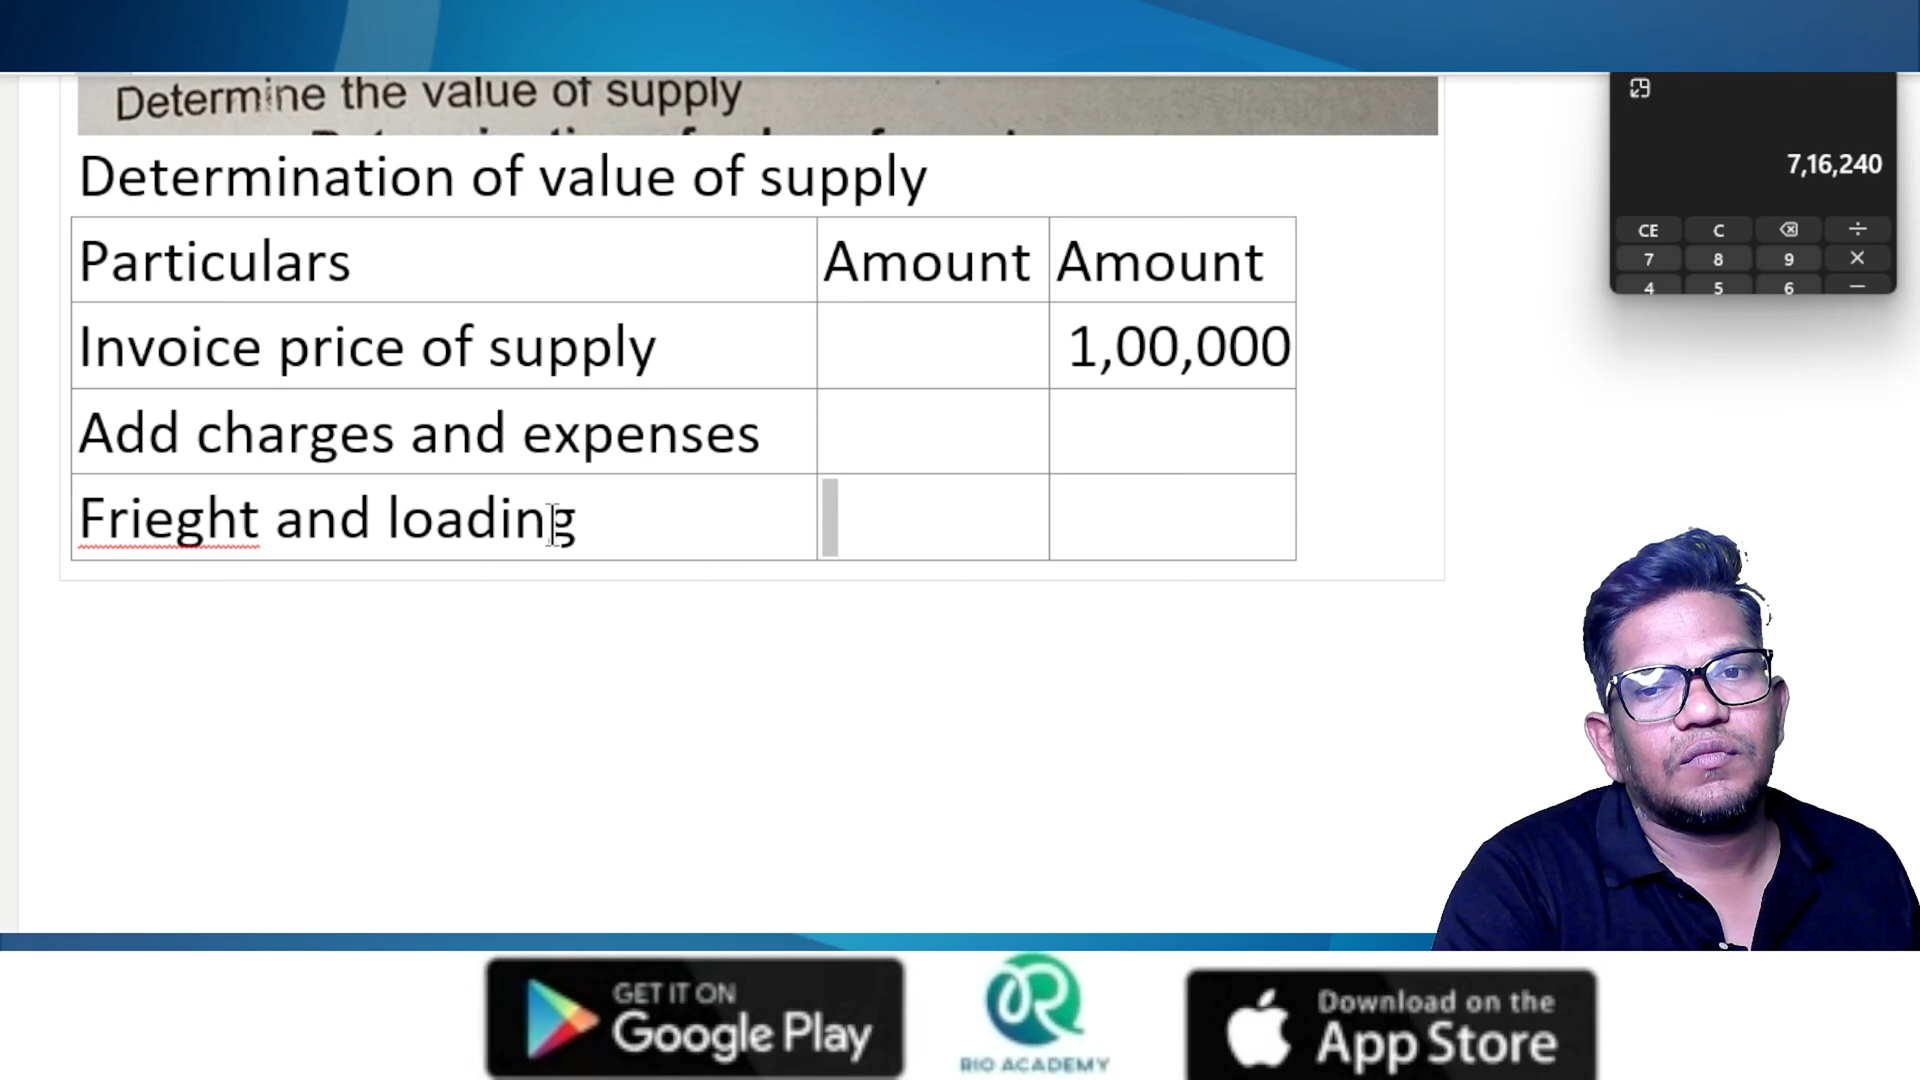 Determine the value of supply
7,16,240
CE C ÷
7 8 9 ×
4 5 6 −
Determination of value of supply
Particulars Amount Amount
Invoice price of supply 1,00,000
Add charges and expenses
Frieght and loading
GET IT ON
Google Play
RIO ACADEMY
Download on the
App Store